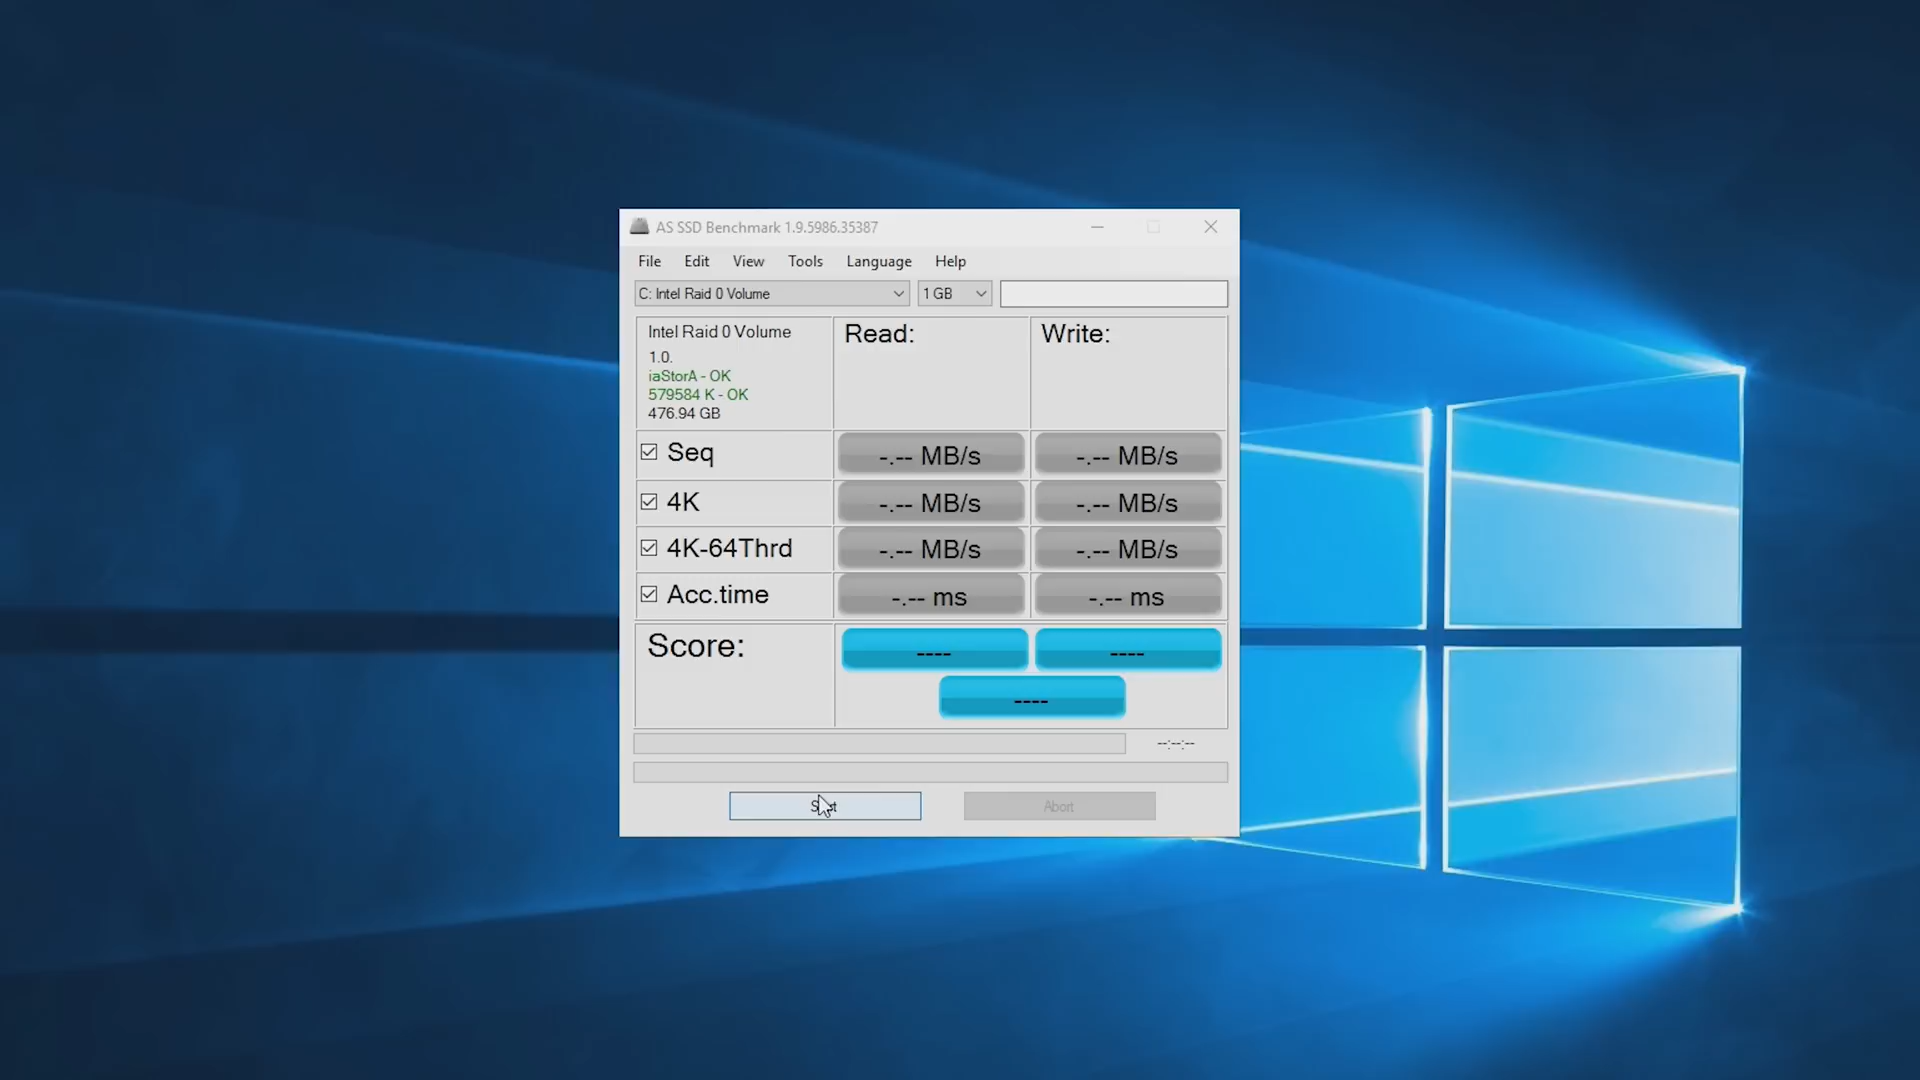 AS SSD Benchmark 1.9.5986.35387
File Edit View Tools Language Help
C: Intel Raid 0 Volume 1 GB
Intel Raid 0 Volume
1.0.
iaStorA - OK
579584 K - OK
476.94 GB
Read: Write:
Seq -.-- MB/s -.-- MB/s
4K -.-- MB/s -.-- MB/s
4K-64Thrd -.-- MB/s -.-- MB/s
Acc.time -.-- ms -.-- ms
Score: ---- ----
----
--:--:--
Abort